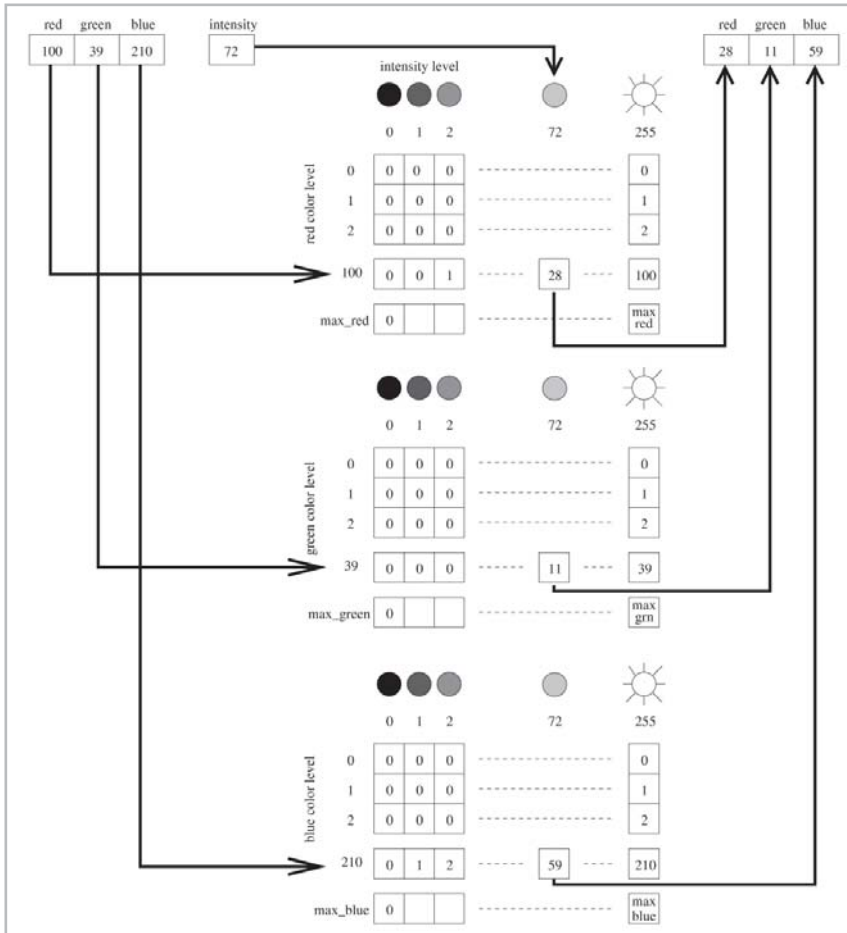 red green blue intensity red green blue
100 39 210 72 28 11 59
intensity level
0 1 2 72 255
red color level
0 0 0 0 0
1 0 0 0 1
2 0 0 0 2
100 0 0 1 28 100
max_red 0 max red
0 1 2 72 255
green color level
0 0 0 0 0
1 0 0 0 1
2 0 0 0 2
39 0 0 0 11 39
max_green 0 max grn
0 1 2 72 255
blue color level
0 0 0 0 0
1 0 0 0 1
2 0 0 0 2
210 0 1 2 59 210
max_blue 0 max blue